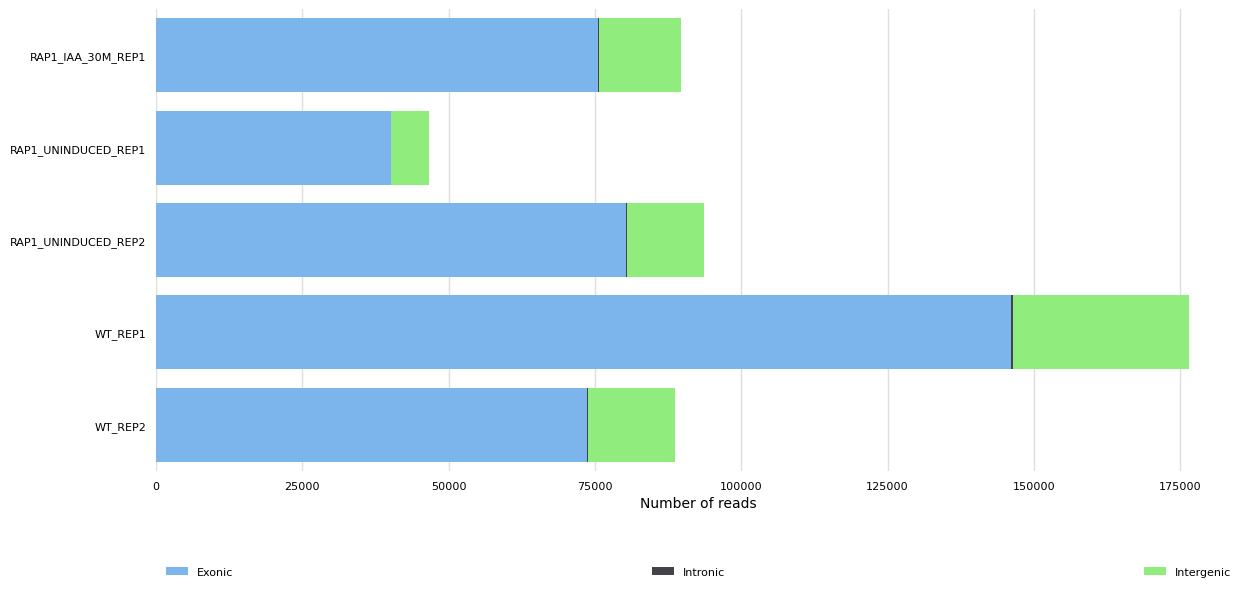 RAP1_IAA_30M_REP1
RAP1_UNINDUCED_REP1
RAP1_UNINDUCED_REP2
WT_REP1
WT_REP2
0 25000 50000 75000 100000 125000 150000 175000
Number of reads
Exonic Intronic Intergenic